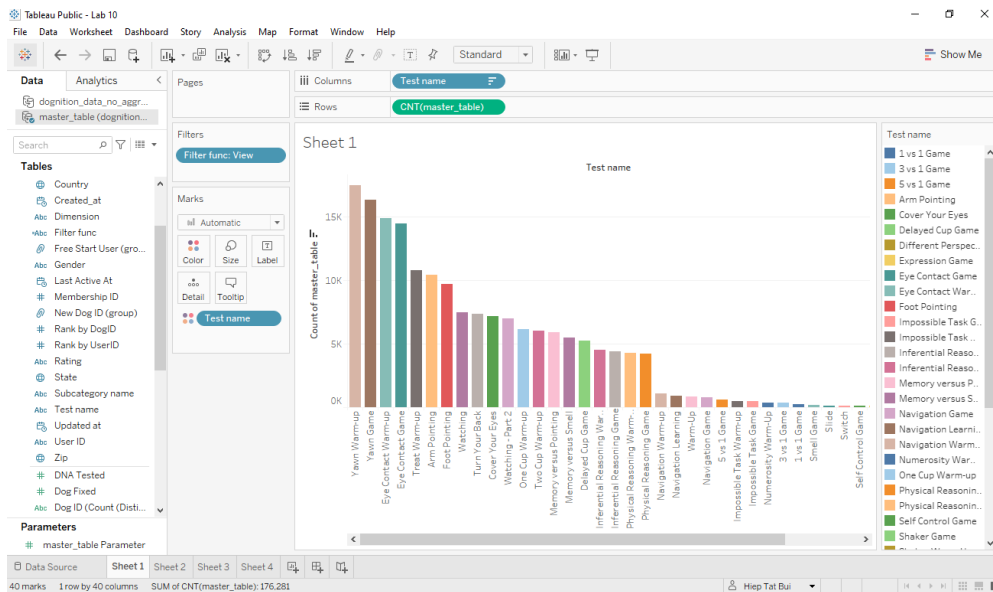 Tableau Public - Lab 10
File Data Worksheet Dashboard Story Analysis Map Format Window Help
Standard
Show Me
Data Analytics
dognition_data_no_aggr...
master_table (dognition...
Search
Tables
Country
Created_at
Abc Dimension
Abc Filter func
Free Start User (gro...
Abc Gender
Last Active At
# Membership ID
New Dog ID (group)
# Rank by DogID
# Rank by UserID
Abc Rating
State
Abc Subcategory name
Abc Test name
Updated at
Abc User ID
Zip
# DNA Tested
# Dog Fixed
Abc Dog ID (Count (Disti...
Parameters
# master_table Parameter
Pages
Filters
Filter func: View
Marks
Automatic
Color Size Label
Detail Tooltip
Test name
Columns Test name
Rows CNT(master_table)
Sheet 1
Test name
Count of master_table
15K
10K
5K
0K
Yawn Warm-up
Yawn Game
Eye Contact Warm-up
Eye Contact Game
Treat Warm-up
Arm Pointing
Foot Pointing
Watching
Turn Your Back
Cover Your Eyes
Watching - Part 2
One Cup Warm-up
Two Cup Warm-up
Memory versus Pointing
Memory versus Smell
Delayed Cup Game
Inferential Reasoning War..
Inferential Reasoning Game
Physical Reasoning Warm-..
Physical Reasoning Game
Navigation Warm-up
Navigation Learning
Warm-Up
Navigation Game
5 vs 1 Game
Impossible Task Warm-up
Impossible Task Game
Numerosity Warm-Up
3 vs 1 Game
1 vs 1 Game
Smell Game
Slide
Switch
Self Control Game
Test name
1 vs 1 Game
3 vs 1 Game
5 vs 1 Game
Arm Pointing
Cover Your Eyes
Delayed Cup Game
Different Perspec..
Expression Game
Eye Contact Game
Eye Contact War..
Foot Pointing
Impossible Task G..
Impossible Task ..
Inferential Reaso..
Inferential Reaso..
Memory versus P..
Memory versus S..
Navigation Game
Navigation Learni..
Navigation Warm..
Numerosity War..
One Cup Warm-up
Physical Reasonin..
Physical Reasonin..
Self Control Game
Shaker Game
Data Source Sheet 1 Sheet 2 Sheet 3 Sheet 4
40 marks 1 row by 40 columns SUM of CNT(master_table): 176,281
Hiep Tat Bui